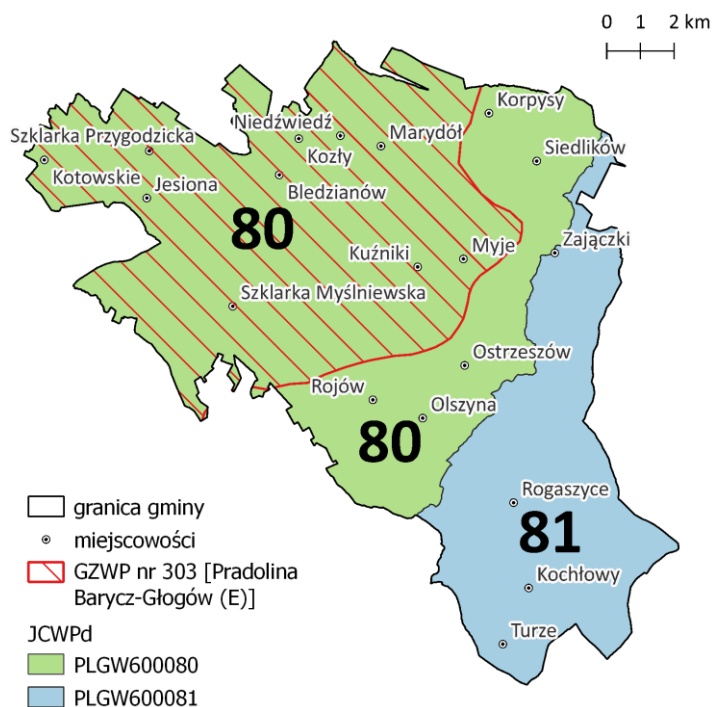 0 1 2 km
Korpysy
Niedźwiedź
Szklarka Przygodzicka
Marydół
Siedlików
Kozły
Kotowskie
Jesiona
Bledzianów
80
Zajączki
Kuźniki
Myje
Szklarka Myślniewska
Ostrzeszów
Rojów
Olszyna
80
Rogaszyce
81
Kochłowy
Turze
granica gminy
miejscowości
GZWP nr 303 [Pradolina
Barycz-Głogów (E)]
JCWPd
PLGW600080
PLGW600081